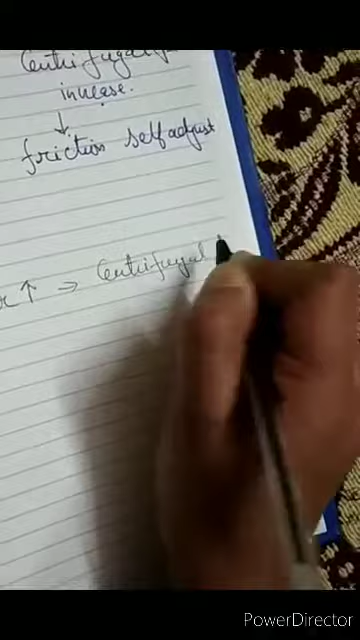 Centrifugal
increase.
↓
friction self adjust
r↑ → Centrifugal
PowerDirector